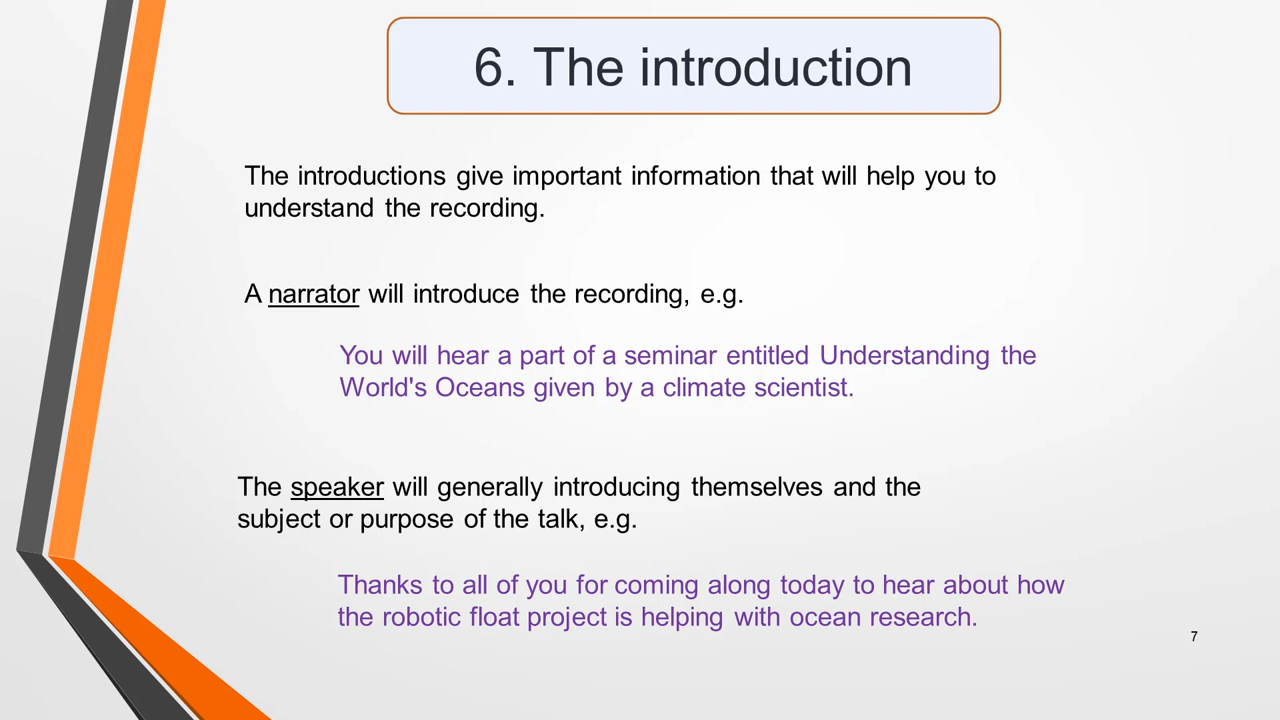 6. The introduction
The introductions give important information that will help you to
understand the recording.
A narrator will introduce the recording, e.g.
You will hear a part of a seminar entitled Understanding the
World's Oceans given by a climate scientist.
The speaker will generally introducing themselves and the
subject or purpose of the talk, e.g.
Thanks to all of you for coming along today to hear about how
the robotic float project is helping with ocean research.
7